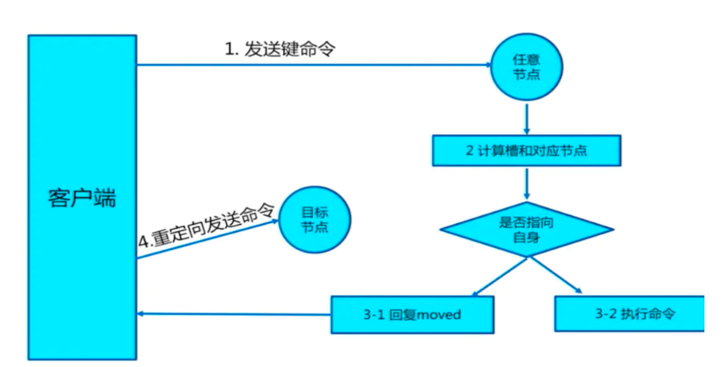 1. 发送键命令
任意
节点
2 计算槽和对应节点
客户端
4.重定向发送命令
目标
节点
是否指向
自身
3-1 回复moved
3-2 执行命令